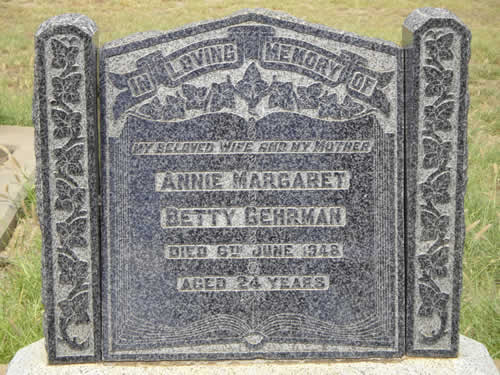 IN LOVING MEMORY OF
MY BELOVED WIFE AND MY MOTHER
ANNIE MARGARET
BETTY GEHRMAN
DIED 6TH JUNE 1948
AGED 24 YEARS